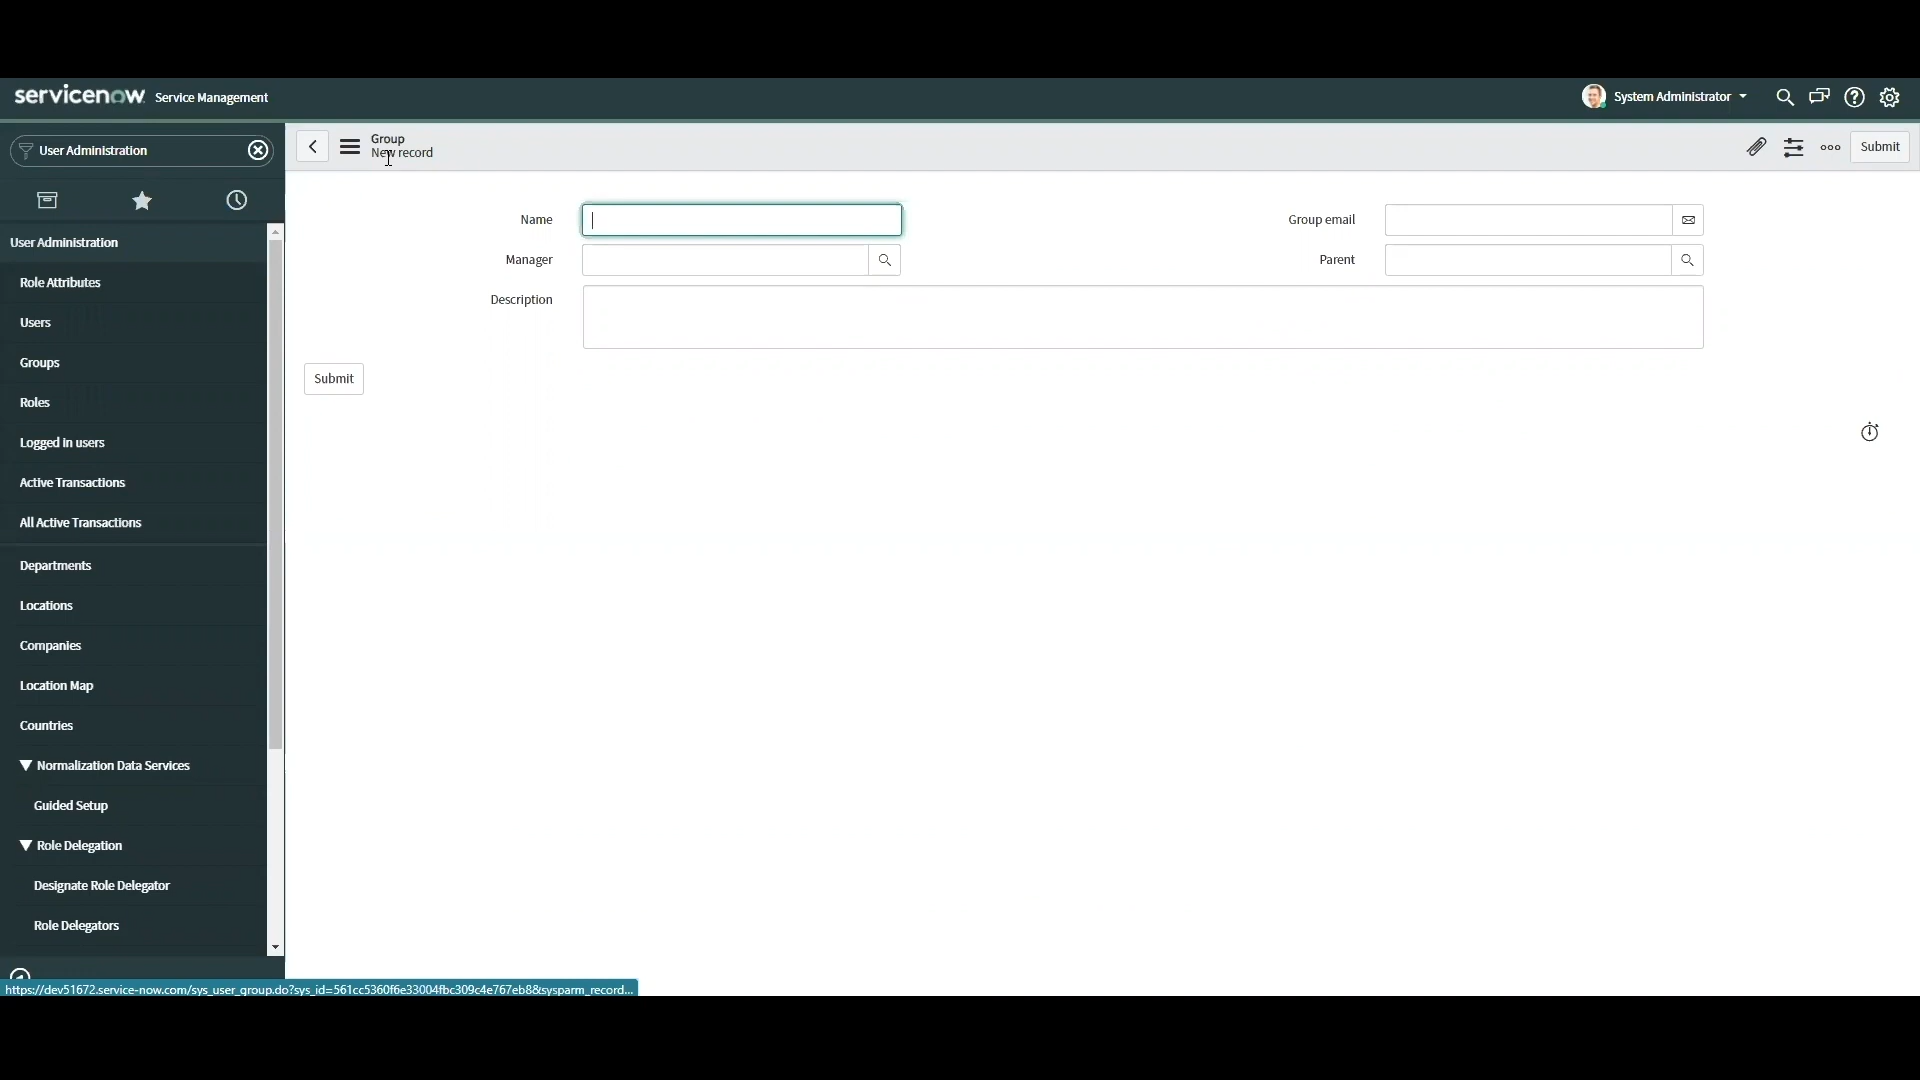 servicenow Service Management
System Administrator
User Administration
Group
New record
Submit
User Administration
Role Attributes
Users
Groups
Roles
Logged in users
Active Transactions
All Active Transactions
Departments
Locations
Companies
Location Map
Countries
Normalization Data Services
Guided Setup
Role Delegation
Designate Role Delegator
Role Delegators
Name
Group email
Manager
Parent
Description
Submit
https://dev51672.service-now.com/sys_user_group.do?sys_id=561cc5360f6e33004fbc309c4e767eb8&sysparm_record...